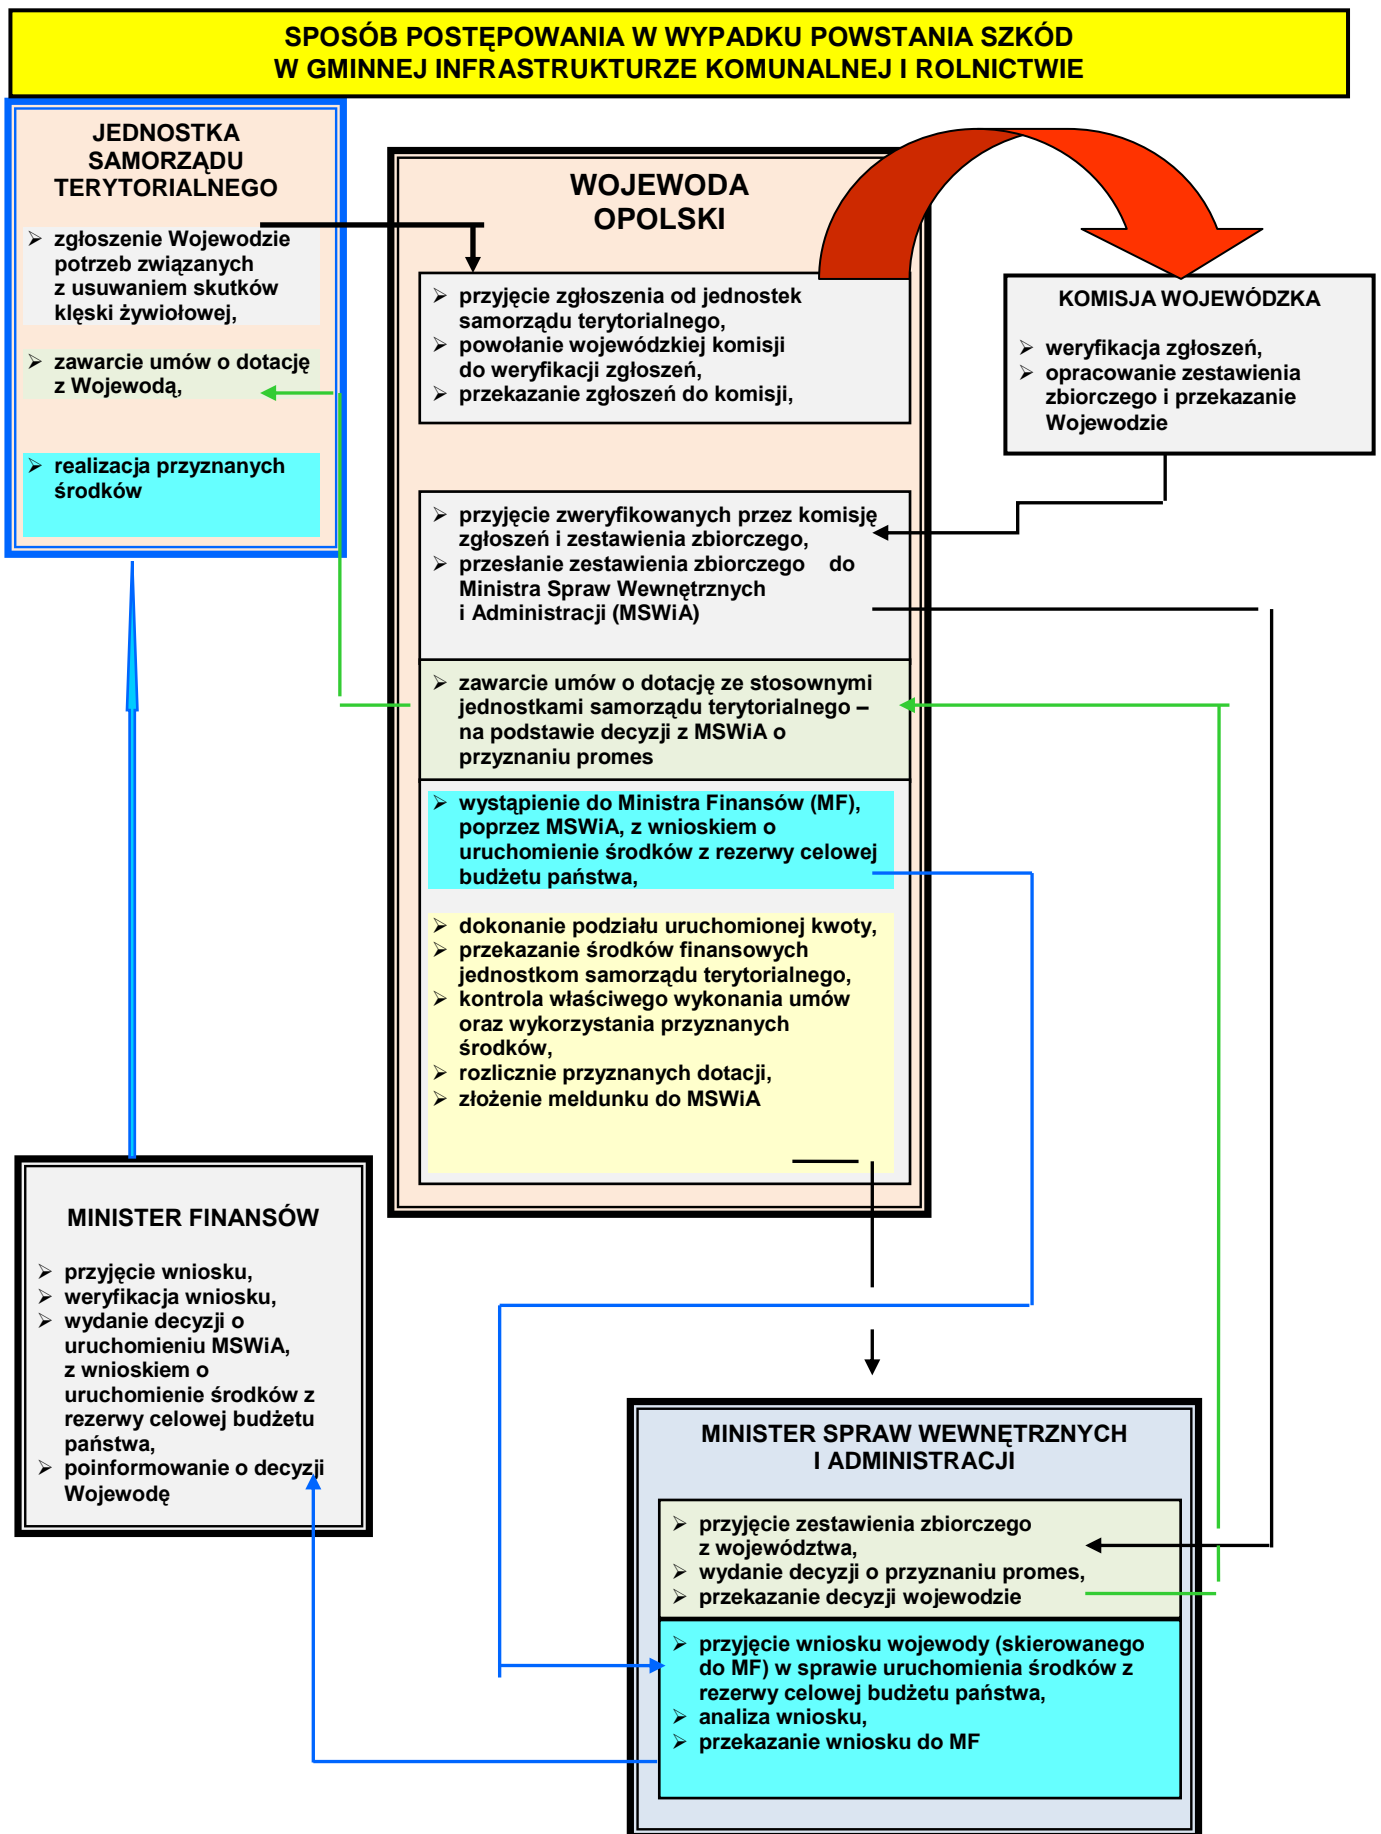 SPOSÓB POSTĘPOWANIA W WYPADKU POWSTANIA SZKÓD
W GMINNEJ INFRASTRUKTURZE KOMUNALNEJ I ROLNICTWIE
JEDNOSTKA
SAMORZĄDU
TERYTORIALNEGO
➢ zgłoszenie Wojewodzie
potrzeb związanych
z usuwaniem skutków
klęski żywiołowej,
➢ zawarcie umów o dotację
z Wojewodą,
➢ realizacja przyznanych
środków
WOJEWODA
OPOLSKI
➢ przyjęcie zgłoszenia od jednostek
samorządu terytorialnego,
➢ powołanie wojewódzkiej komisji
do weryfikacji zgłoszeń,
➢ przekazanie zgłoszeń do komisji,
➢ przyjęcie zweryfikowanych przez komisję
zgłoszeń i zestawienia zbiorczego,
➢ przesłanie zestawienia zbiorczego do
Ministra Spraw Wewnętrznych
i Administracji (MSWiA)
➢ zawarcie umów o dotację ze stosownymi
jednostkami samorządu terytorialnego –
na podstawie decyzji z MSWiA o
przyznaniu promes
➢ wystąpienie do Ministra Finansów (MF),
poprzez MSWiA, z wnioskiem o
uruchomienie środków z rezerwy celowej
budżetu państwa,
➢ dokonanie podziału uruchomionej kwoty,
➢ przekazanie środków finansowych
jednostkom samorządu terytorialnego,
➢ kontrola właściwego wykonania umów
oraz wykorzystania przyznanych
środków,
➢ rozlicznie przyznanych dotacji,
➢ złożenie meldunku do MSWiA
KOMISJA WOJEWÓDZKA
➢ weryfikacja zgłoszeń,
➢ opracowanie zestawienia
zbiorczego i przekazanie
Wojewodzie
MINISTER FINANSÓW
➢ przyjęcie wniosku,
➢ weryfikacja wniosku,
➢ wydanie decyzji o
uruchomieniu MSWiA,
z wnioskiem o
uruchomienie środków z
rezerwy celowej budżetu
państwa,
➢ poinformowanie o decyzji
Wojewodę
MINISTER SPRAW WEWNĘTRZNYCH
I ADMINISTRACJI
➢ przyjęcie zestawienia zbiorczego
z województwa,
➢ wydanie decyzji o przyznaniu promes,
➢ przekazanie decyzji wojewodzie
➢ przyjęcie wniosku wojewody (skierowanego
do MF) w sprawie uruchomienia środków z
rezerwy celowej budżetu państwa,
➢ analiza wniosku,
➢ przekazanie wniosku do MF